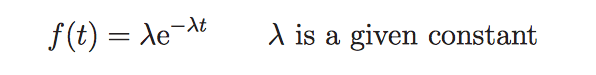 f(t) = λe^{−λt} λ is a given constant